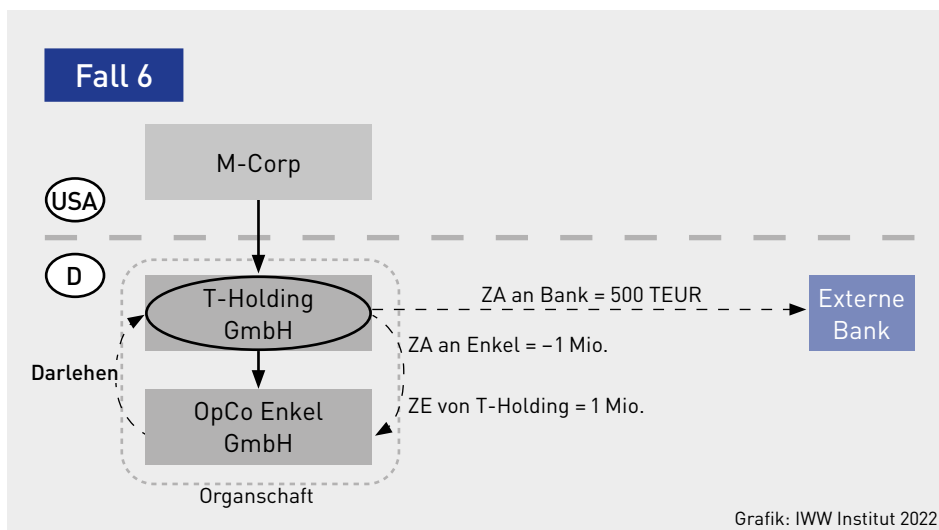 Fall 6
M-Corp
USA
D
T-Holding
GmbH
ZA an Bank = 500 TEUR
Externe
Bank
ZA an Enkel = –1 Mio.
Darlehen
ZE von T-Holding = 1 Mio.
OpCo Enkel
GmbH
Organschaft
Grafik: IWW Institut 2022